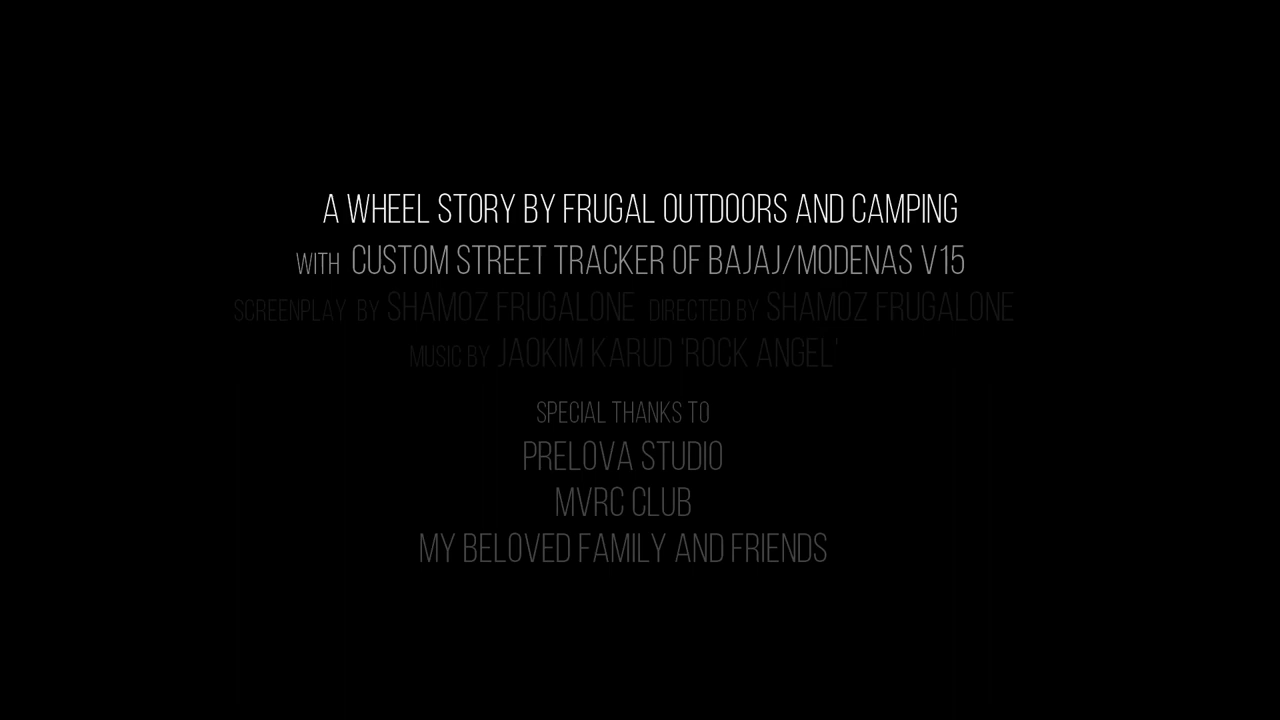 A WHEEL STORY BY FRUGAL OUTDOORS AND CAMPING
WITH CUSTOM STREET TRACKER OF BAJAJ/MODENAS V15
SCREENPLAY BY SHAMOZ FRUGALONE DIRECTED BY SHAMOZ FRUGALONE
MUSIC BY JAOKIM KARUD 'ROCK ANGEL'
SPECIAL THANKS TO
PRELOVA STUDIO
MVRC CLUB
MY BELOVED FAMILY AND FRIENDS